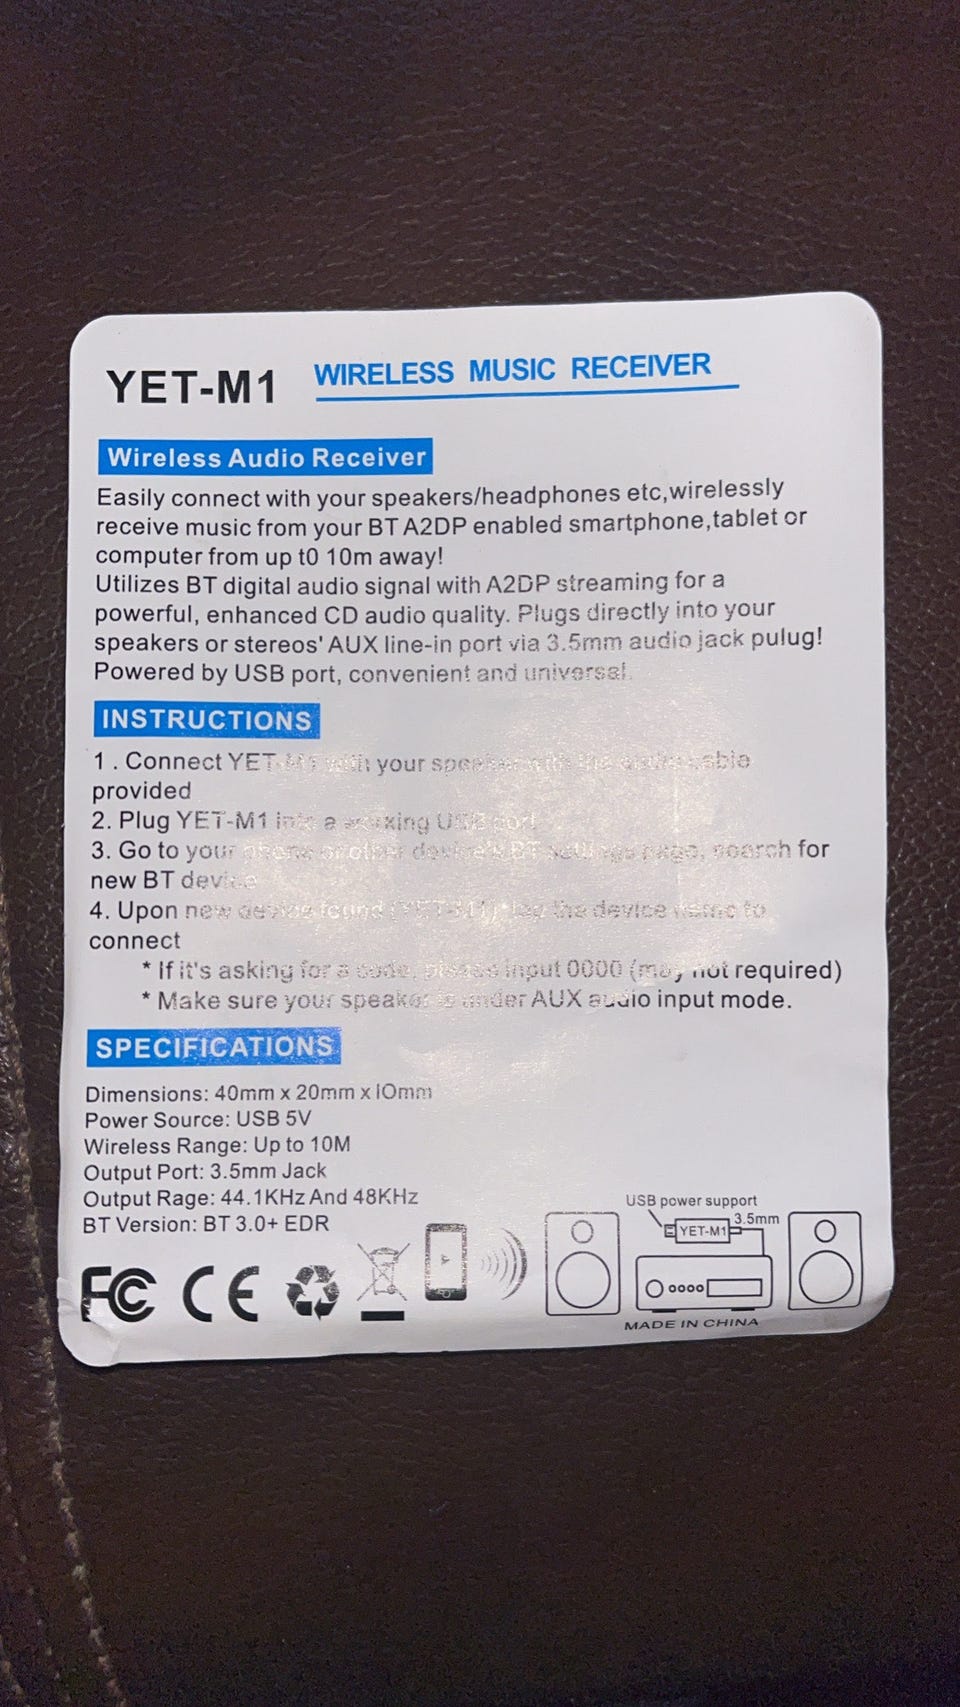 YET-M1 WIRELESS MUSIC RECEIVER
Wireless Audio Receiver
Easily connect with your speakers/headphones etc,wirelessly
receive music from your BT A2DP enabled smartphone,tablet or
computer from up t0 10m away!
Utilizes BT digital audio signal with A2DP streaming for a
powerful, enhanced CD audio quality. Plugs directly into your
speakers or stereos' AUX line-in port via 3.5mm audio jack pulug!
Powered by USB port, convenient and universal.
INSTRUCTIONS
1 . Connect YET-M1 with your speaker with the audio cable
provided
2. Plug YET-M1 into a working USB port
3. Go to your phone or other device's BT settings page, search for
new BT device
4. Upon new device found (YET-M1), tap the device name to
connect
* If it's asking for a code, please input 0000 (may not required)
* Make sure your speaker is under AUX audio input mode.
SPECIFICATIONS
Dimensions: 40mm x 20mm x IOmm
Power Source: USB 5V
Wireless Range: Up to 10M
Output Port: 3.5mm Jack
Output Rage: 44.1KHz And 48KHz
BT Version: BT 3.0+ EDR
USB power support
3.5mm
YET-M1
FC CE
MADE IN CHINA